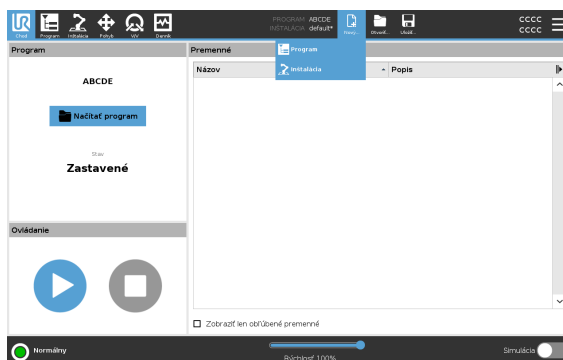 UR
Chod
Program
Inštalácia
Pohyb
V/V
Denník
PROGRAM ABCDE
INŠTALÁCIA default*
Nový...
Otvoriť...
Uložiť...
CCCC
CCCC
Program
Inštalácia
Program
ABCDE
Načítať program
Stav
Zastavené
Ovládanie
Premenné
Názov
Popis
Zobraziť len obľúbené premenné
Normálny
Rýchlosť 100%
Simulácia